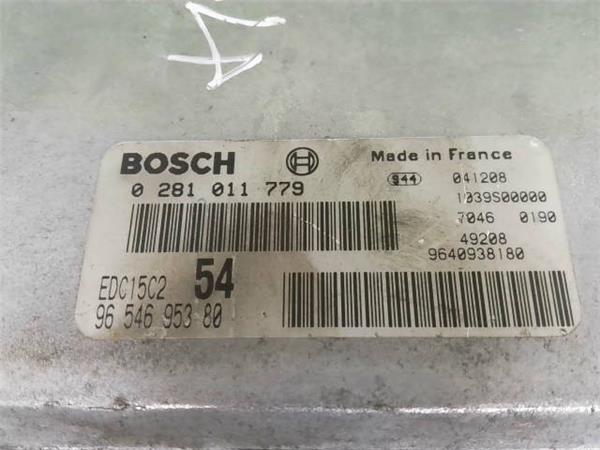 BOSCH Made in France
0 281 011 779
944 041208
1039S00000
7046 0190
49208
9640938180
EDC15C2 54
96 546 953 80